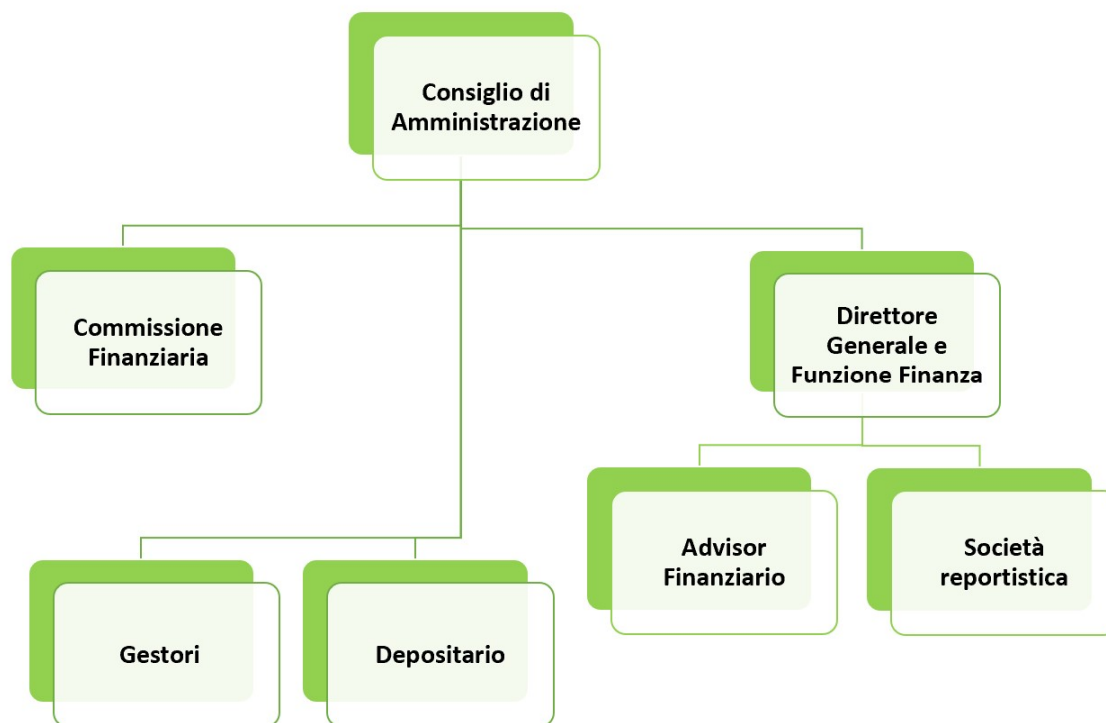 Consiglio di
Amministrazione
Commissione
Finanziaria
Direttore
Generale e
Funzione Finanza
Advisor
Finanziario
Società
reportistica
Gestori
Depositario